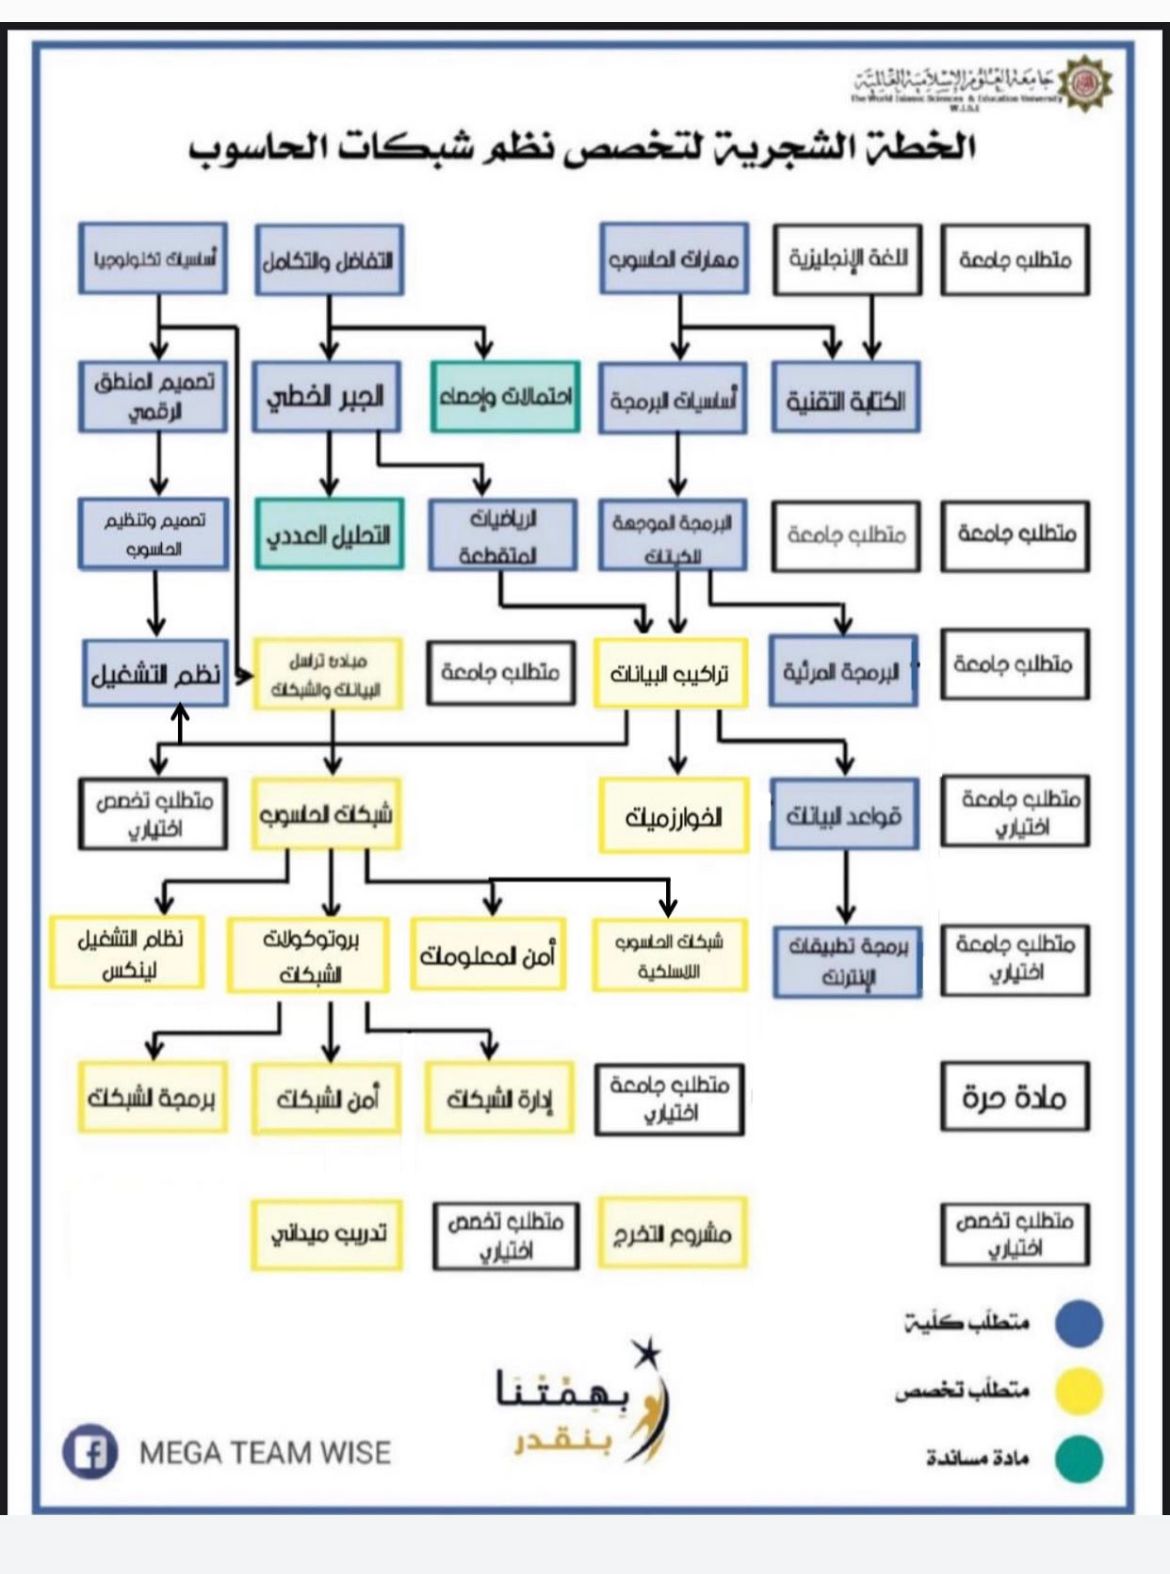 جامعة العلوم الإسلامية العالمية
The World Islamic Sciences & Education University
W.I.S.E
الخطة الشجرية لتخصص نظم شبكات الحاسوب
متطلب جامعة
اللغة الإنجليزية
مهارات الحاسوب
التفاضل والتكامل
أساسيات تكنولوجيا
الكتابة التقنية
أساسيات البرمجة
احتمالات وإحصاء
الجبر الخطي
تصميم المنطق
الرقمي
متطلب جامعة
متطلب جامعة
البرمجة الموجهة
للكيانات
الرياضيات
المتقطعة
التحليل العددي
تصميم وتنظيم
الحاسوب
متطلب جامعة
البرمجة المرئية
تراكيب البيانات
متطلب جامعة
مبادئ تراسل
البيانات والشبكات
نظم التشغيل
متطلب جامعة
اختياري
قواعد البيانات
الخوارزميات
شبكات الحاسوب
متطلب تخصص
اختياري
متطلب جامعة
اختياري
برمجة تطبيقات
الإنترنت
شبكات الحاسوب
اللاسلكية
أمن المعلومات
بروتوكولات
الشبكات
نظام التشغيل
لينكس
مادة حرة
متطلب جامعة
اختياري
إدارة الشبكات
أمن الشبكات
برمجة الشبكات
متطلب تخصص
اختياري
مشروع التخرج
متطلب تخصص
اختياري
تدريب ميداني
متطلّب كلّية
متطلّب تخصص
مادة مساندة
بهمتنا
بنقدر
MEGA TEAM WISE